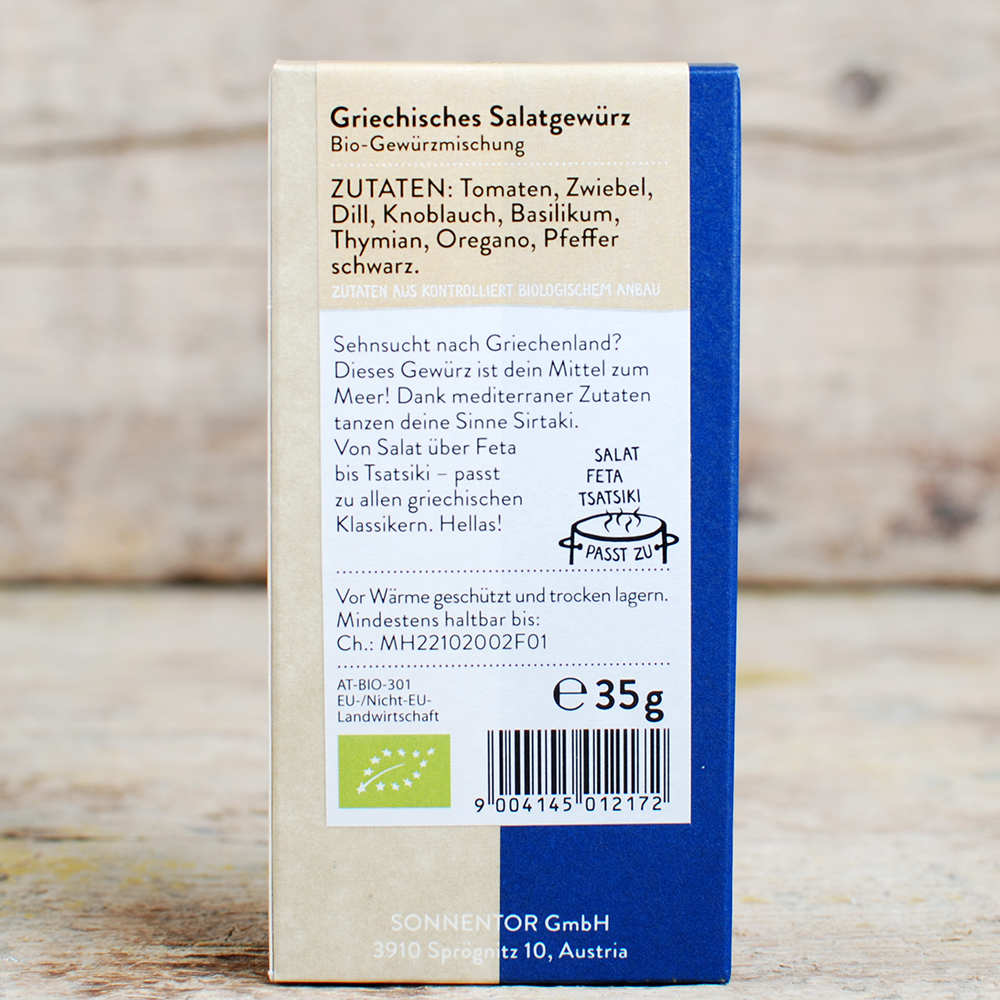 Griechisches Salatgewürz
Bio-Gewürzmischung
ZUTATEN: Tomaten, Zwiebel,
Dill, Knoblauch, Basilikum,
Thymian, Oregano, Pfeffer
schwarz.
ZUTATEN AUS KONTROLLIERT BIOLOGISCHEM ANBAU
Sehnsucht nach Griechenland?
Dieses Gewürz ist dein Mittel zum
Meer! Dank mediterraner Zutaten
tanzen deine Sinne Sirtaki.
Von Salat über Feta
bis Tsatsiki – passt
zu allen griechischen
Klassikern. Hellas!
SALAT
FETA
TSATSIKI
PASST ZU
Vor Wärme geschützt und trocken lagern.
Mindestens haltbar bis:
Ch.: MH22102002F01
AT-BIO-301
EU-/Nicht-EU-
Landwirtschaft
℮ 35g
9 004145 012172
SONNENTOR GmbH
3910 Sprögnitz 10, Austria